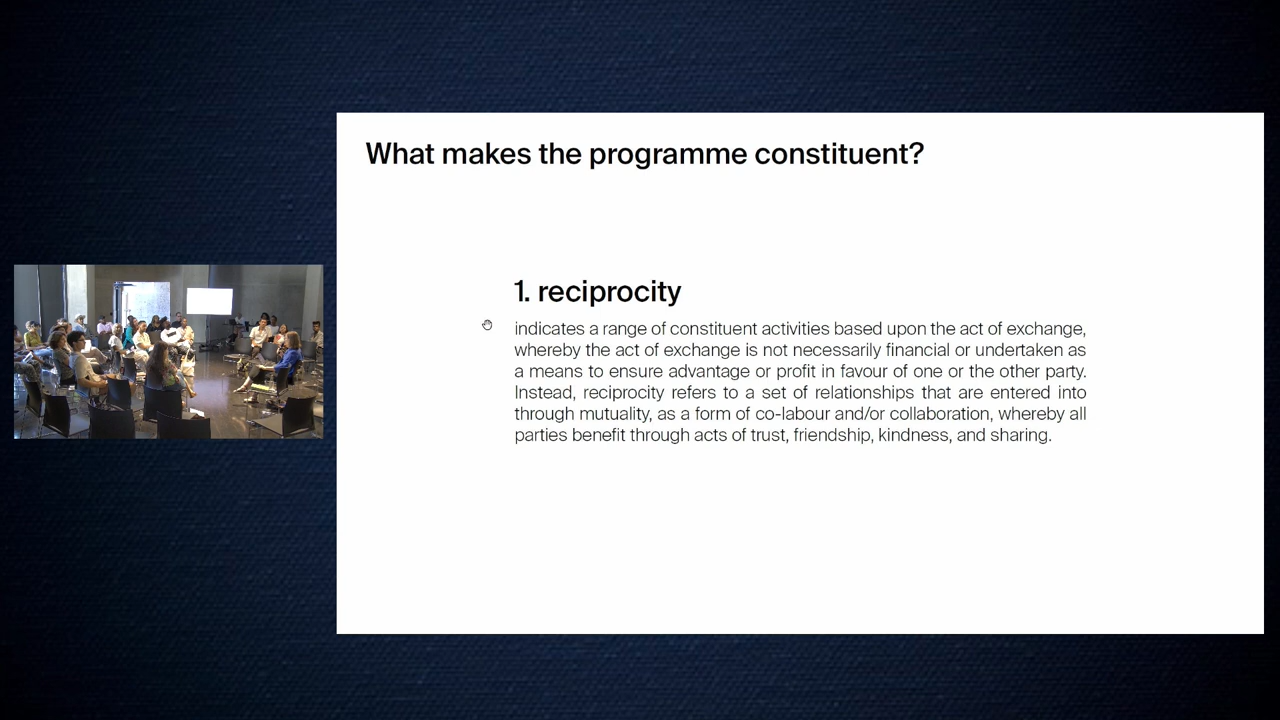 What makes the programme constituent?
1. reciprocity
indicates a range of constituent activities based upon the act of exchange,
whereby the act of exchange is not necessarily financial or undertaken as
a means to ensure advantage or profit in favour of one or the other party.
Instead, reciprocity refers to a set of relationships that are entered into
through mutuality, as a form of co-labour and/or collaboration, whereby all
parties benefit through acts of trust, friendship, kindness, and sharing.